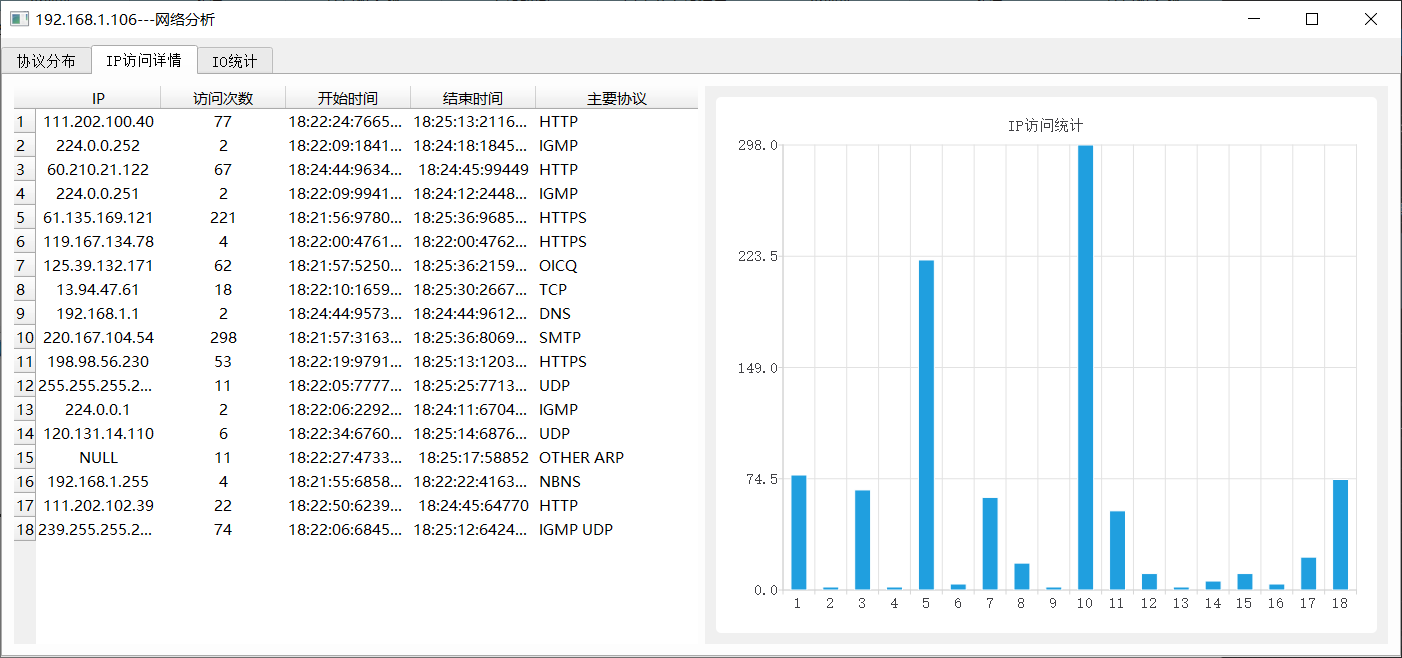 192.168.1.106---网络分析
协议分布 IP访问详情 IO统计
IP 访问次数 开始时间 结束时间 主要协议
1 111.202.100.40 77 18:22:24:7665... 18:25:13:2116... HTTP
2 224.0.0.252 2 18:22:09:1841... 18:24:18:1845... IGMP
3 60.210.21.122 67 18:24:44:9634... 18:24:45:99449 HTTP
4 224.0.0.251 2 18:22:09:9941... 18:24:12:2448... IGMP
5 61.135.169.121 221 18:21:56:9780... 18:25:36:9685... HTTPS
6 119.167.134.78 4 18:22:00:4761... 18:22:00:4762... HTTPS
7 125.39.132.171 62 18:21:57:5250... 18:25:36:2159... OICQ
8 13.94.47.61 18 18:22:10:1659... 18:25:30:2667... TCP
9 192.168.1.1 2 18:24:44:9573... 18:24:44:9612... DNS
10 220.167.104.54 298 18:21:57:3163... 18:25:36:8069... SMTP
11 198.98.56.230 53 18:22:19:9791... 18:25:13:1203... HTTPS
12 255.255.255.2... 11 18:22:05:7777... 18:25:25:7713... UDP
13 224.0.0.1 2 18:22:06:2292... 18:24:11:6704... IGMP
14 120.131.14.110 6 18:22:34:6760... 18:25:14:6876... UDP
15 NULL 11 18:22:27:4733... 18:25:17:58852 OTHER ARP
16 192.168.1.255 4 18:21:55:6858... 18:22:22:4163... NBNS
17 111.202.102.39 22 18:22:50:6239... 18:24:45:64770 HTTP
18 239.255.255.2... 74 18:22:06:6845... 18:25:12:6424... IGMP UDP
IP访问统计
298.0
223.5
149.0
74.5
0.0
1 2 3 4 5 6 7 8 9 10 11 12 13 14 15 16 17 18